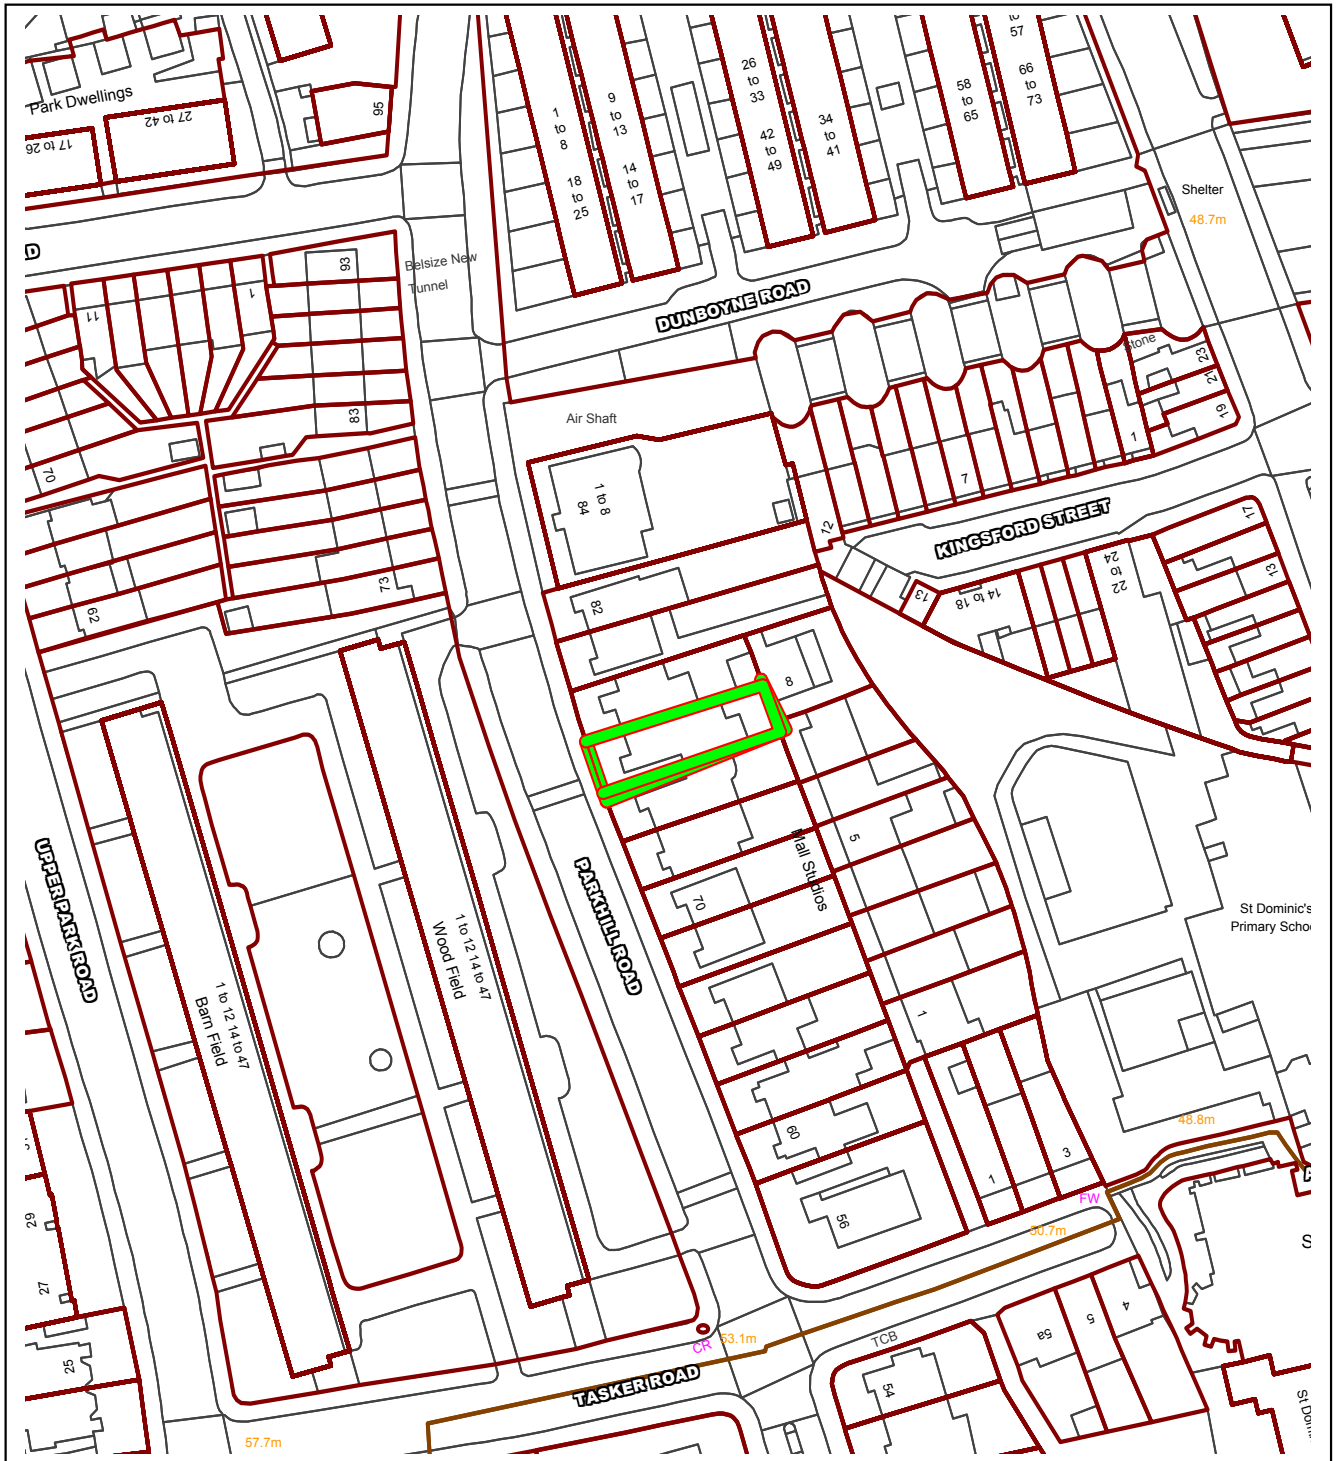 Park Dwellings
27 to 42
17 to 26
95
1
to
8
18
to
25
9
to
13
14
to
17
26
to
33
42
to
49
34
to
41
58
to
65
to
57
66
to
73
Shelter
48.7m
Belsize New
Tunnel
DUNBOYNE ROAD
93
1
11
83
70
Air Shaft
Stone
23
21
19
1
7
12
KINGSFORD STREET
1 to 8
84
82
73
62
17
13
13
14 to 18
22
to
24
8
UPPER PARK ROAD
PARKHILL ROAD
Mall Studios
5
70
1 to 12 14 to 47
Wood Field
1 to 12 14 to 47
Barn Field
St Dominic's
Primary Schoo
1
60
56
1
3
FW
48.8m
50.7m
29
27
25
CR
53.1m
TCB
TASKER ROAD
54
5a
5
4
57.7m
St Domi